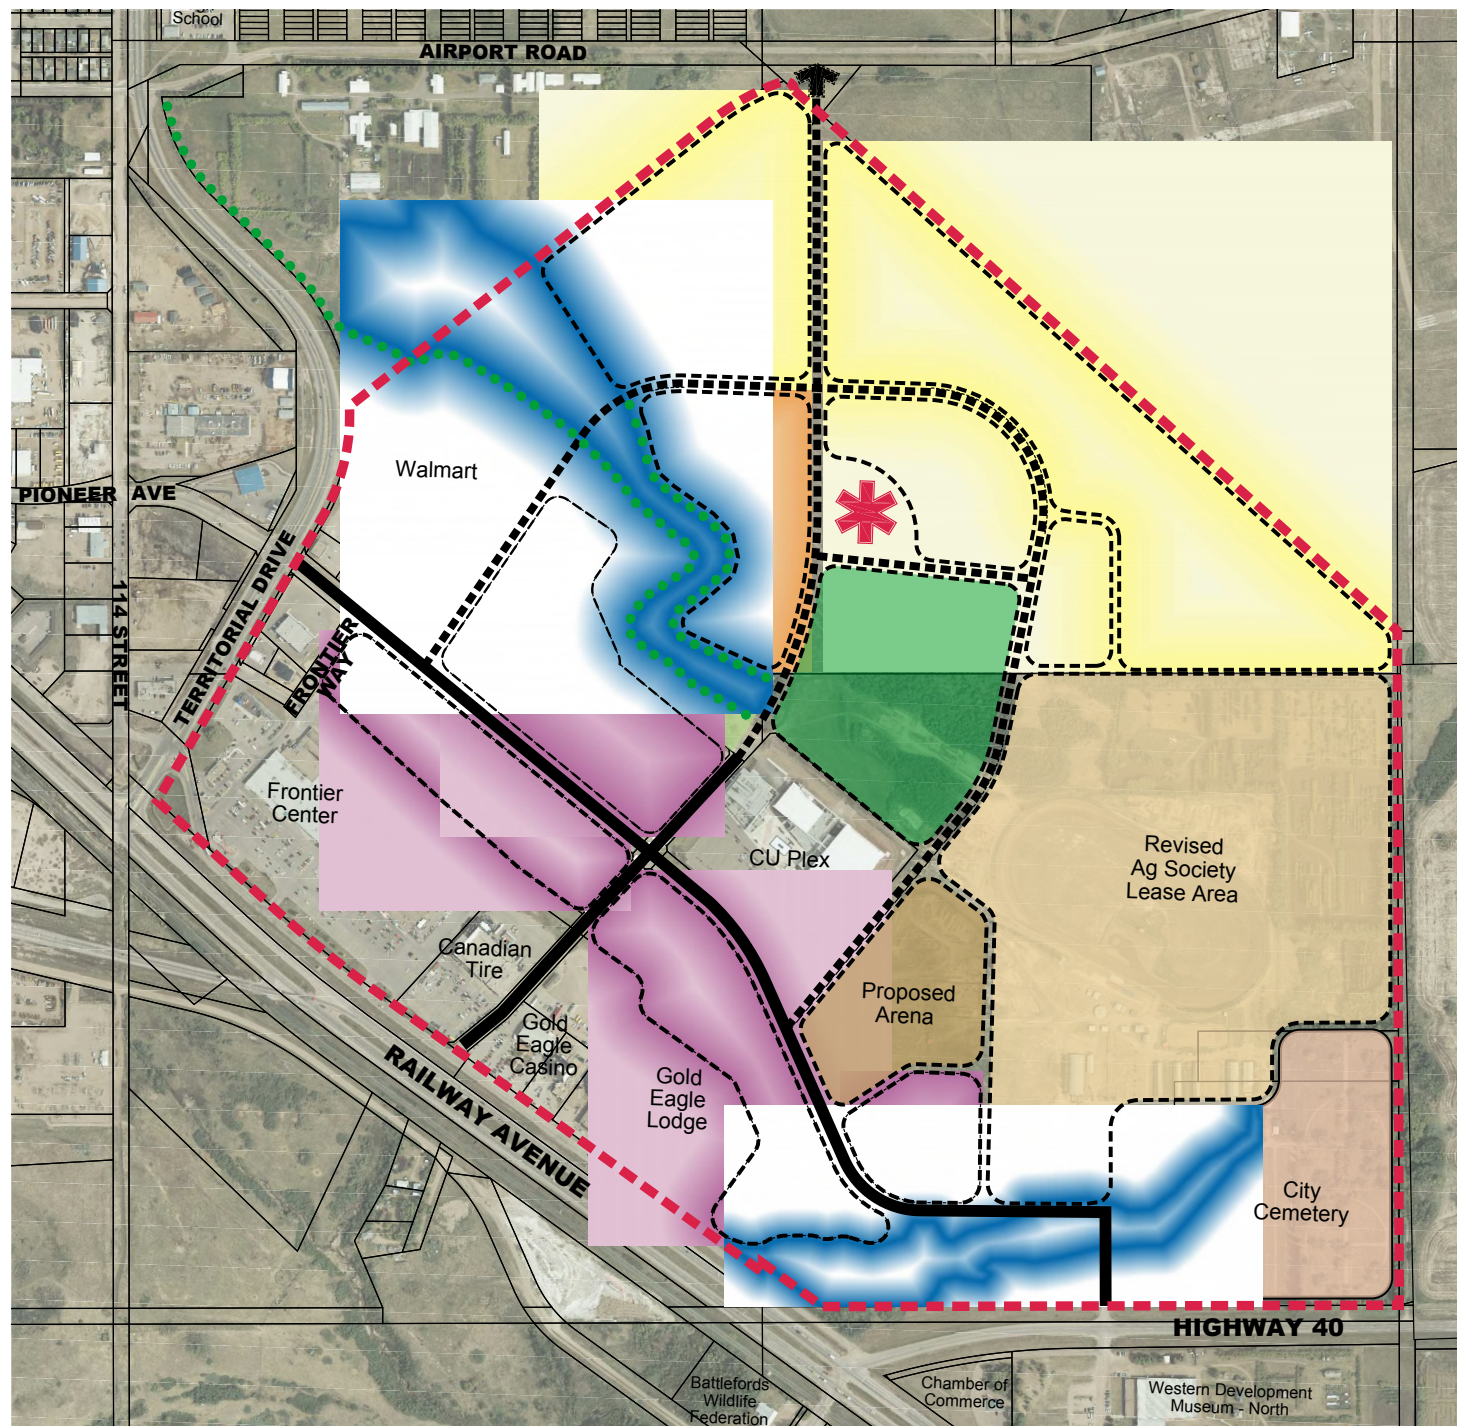 School
AIRPORT ROAD
Walmart
PIONEER AVE
TERRITORIAL DRIVE
114 STREET
FRONTIER
WAY
Frontier
Center
CU Plex
Revised
Ag Society
Lease Area
Canadian
Tire
Proposed
Arena
Gold
Eagle
Casino
Gold
Eagle
Lodge
RAILWAY AVENUE
City
Cemetery
HIGHWAY 40
Battlefords
Wildlife
Federation
Chamber of
Commerce
Western Development
Museum - North